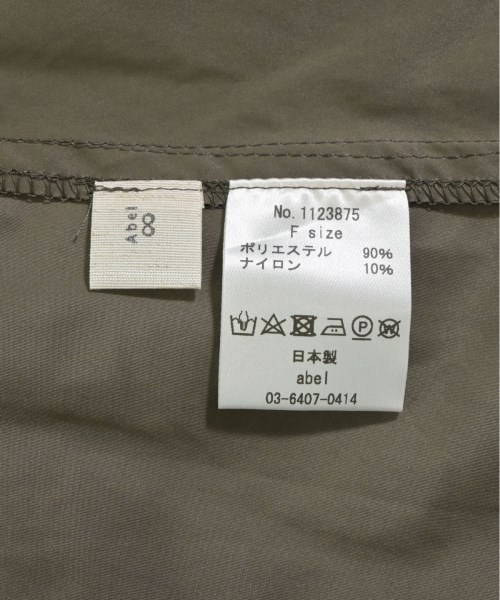 Abel
8
No. 1123875
F size
ポリエステル 90%
ナイロン 10%
P W
日本製
abel
03-6407-0414